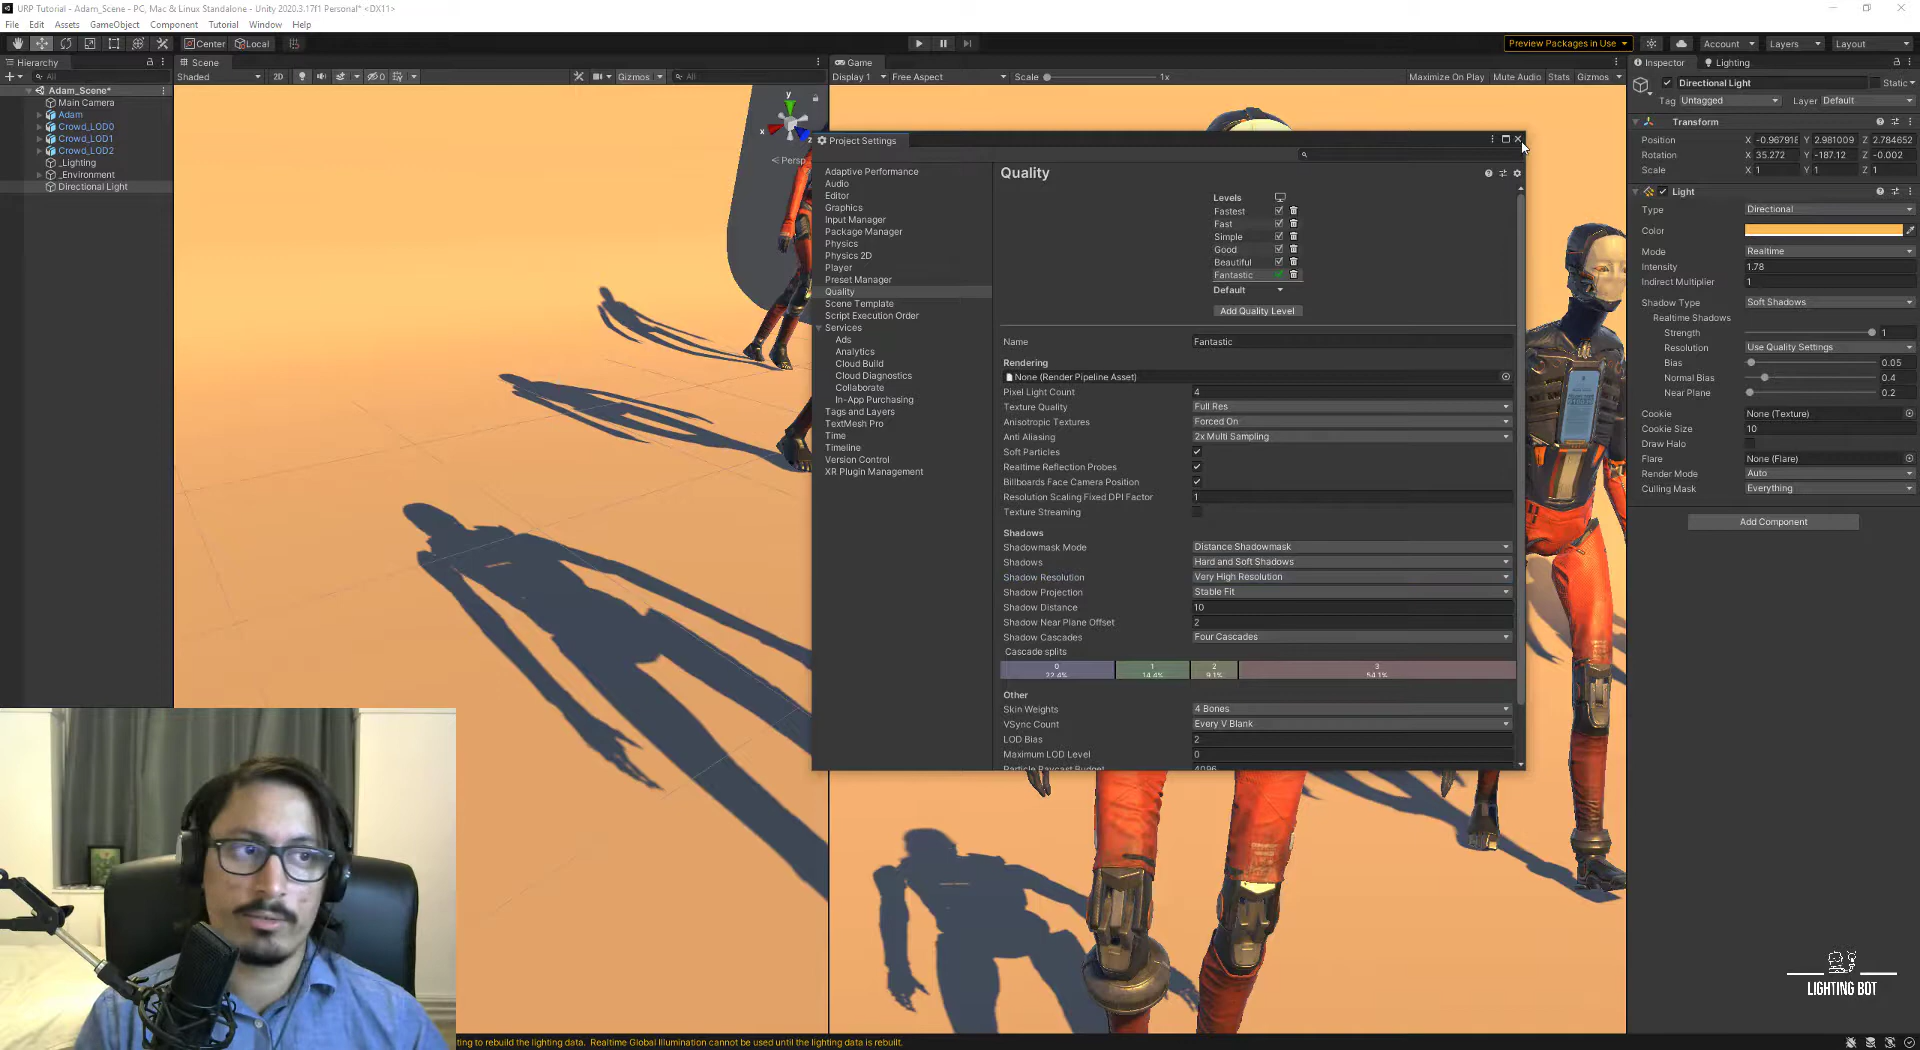 URP Tutorial - Adam_Scene - PC, Mac & Linux Standalone - Unity 2020.3.17f1 Personal* <DX11>
File Edit Assets GameObject Component Tutorial Window Help
Center Local
Preview Packages in Use
Account Layers Layout
Hierarchy
All
Adam_Scene*
Main Camera
Adam
Crowd_LOD0
Crowd_LOD1
Crowd_LOD2
_Lighting
_Environment
Directional Light
Scene
Shaded 2D 0 Gizmos All
y
x
Persp
Game
Display 1 Free Aspect Scale 1x Maximize On Play Mute Audio Stats Gizmos
Project Settings
Adaptive Performance
Audio
Editor
Graphics
Input Manager
Package Manager
Physics
Physics 2D
Player
Preset Manager
Quality
Scene Template
Script Execution Order
Services
Ads
Analytics
Cloud Build
Cloud Diagnostics
Collaborate
In-App Purchasing
Tags and Layers
TextMesh Pro
Time
Timeline
Version Control
XR Plugin Management
Quality
Levels
Fastest
Fast
Simple
Good
Beautiful
Fantastic
Default
Add Quality Level
Name Fantastic
Rendering
None (Render Pipeline Asset)
Pixel Light Count 4
Texture Quality Full Res
Anisotropic Textures Forced On
Anti Aliasing 2x Multi Sampling
Soft Particles
Realtime Reflection Probes
Billboards Face Camera Position
Resolution Scaling Fixed DPI Factor 1
Texture Streaming
Shadows
Shadowmask Mode Distance Shadowmask
Shadows Hard and Soft Shadows
Shadow Resolution Very High Resolution
Shadow Projection Stable Fit
Shadow Distance 10
Shadow Near Plane Offset 2
Shadow Cascades Four Cascades
Cascade splits
0 1 2 3
22.4% 14.4% 9.1% 54.1%
Other
Skin Weights 4 Bones
VSync Count Every V Blank
LOD Bias 2
Maximum LOD Level 0
Particle Raycast Budget 4096
Inspector Lighting
Directional Light Static
Tag Untagged Layer Default
Transform
Position X -0.967918 Y 2.981009 Z 2.784652
Rotation X 35.272 Y -187.12 Z -0.002
Scale X 1 Y 1 Z 1
Light
Type Directional
Color
Mode Realtime
Intensity 1.78
Indirect Multiplier 1
Shadow Type Soft Shadows
Realtime Shadows
Strength 1
Resolution Use Quality Settings
Bias 0.05
Normal Bias 0.4
Near Plane 0.2
Cookie None (Texture)
Cookie Size 10
Draw Halo
Flare None (Flare)
Render Mode Auto
Culling Mask Everything
Add Component
LIGHTING BOT
ting to rebuild the lighting data. Realtime Global Illumination cannot be used until the lighting data is rebuilt.